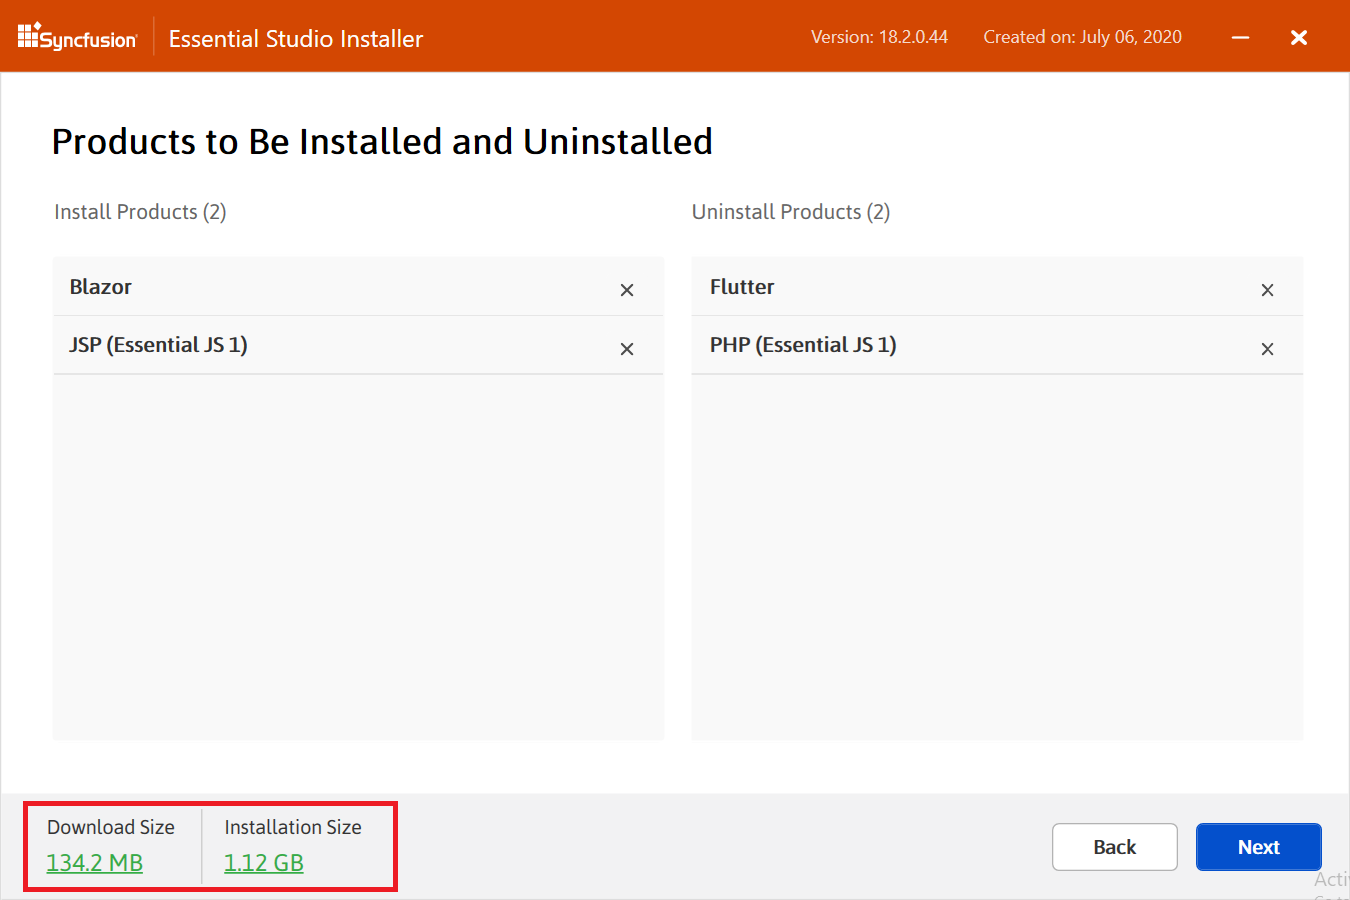 Syncfusion
Essential Studio Installer
Version: 18.2.0.44
Created on: July 06, 2020
Products to Be Installed and Uninstalled
Install Products (2)
Uninstall Products (2)
Blazor
JSP (Essential JS 1)
Flutter
PHP (Essential JS 1)
Download Size
134.2 MB
Installation Size
1.12 GB
Back
Next